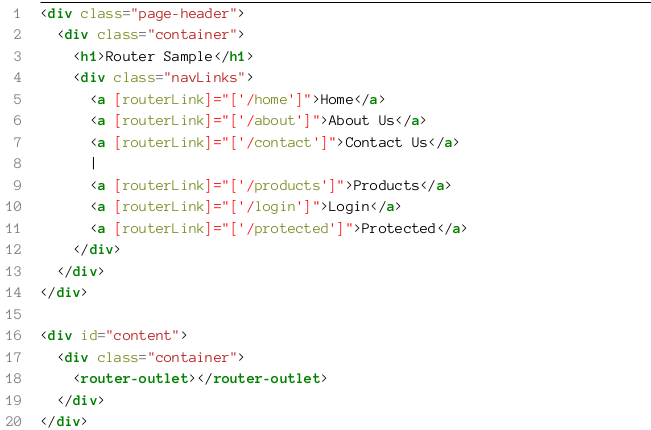 1 <div class="page-header">
2   <div class="container">
3     <h1>Router Sample</h1>
4     <div class="navLinks">
5       <a [routerLink]="['/home']">Home</a>
6       <a [routerLink]="['/about']">About Us</a>
7       <a [routerLink]="['/contact']">Contact Us</a>
8       |
9       <a [routerLink]="['/products']">Products</a>
10       <a [routerLink]="['/login']">Login</a>
11       <a [routerLink]="['/protected']">Protected</a>
12     </div>
13   </div>
14 </div>
15
16 <div id="content">
17   <div class="container">
18     <router-outlet></router-outlet>
19   </div>
20 </div>